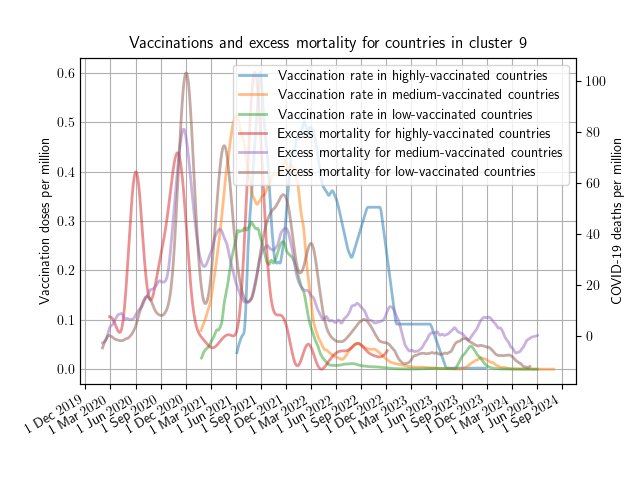 Vaccinations and excess mortality for countries in cluster 9
Vaccination rate in highly-vaccinated countries
Vaccination rate in medium-vaccinated countries
Vaccination rate in low-vaccinated countries
Excess mortality for highly-vaccinated countries
Excess mortality for medium-vaccinated countries
Excess mortality for low-vaccinated countries
Vaccination doses per million
0.6
0.5
0.4
0.3
0.2
0.1
0.0
COVID-19 deaths per million
100
80
60
40
20
0
1 Dec 2019
1 Mar 2020
1 Jun 2020
1 Sep 2020
1 Dec 2020
1 Mar 2021
1 Jun 2021
1 Sep 2021
1 Dec 2021
1 Mar 2022
1 Jun 2022
1 Sep 2022
1 Dec 2022
1 Mar 2023
1 Jun 2023
1 Sep 2023
1 Dec 2023
1 Mar 2024
1 Jun 2024
1 Sep 2024